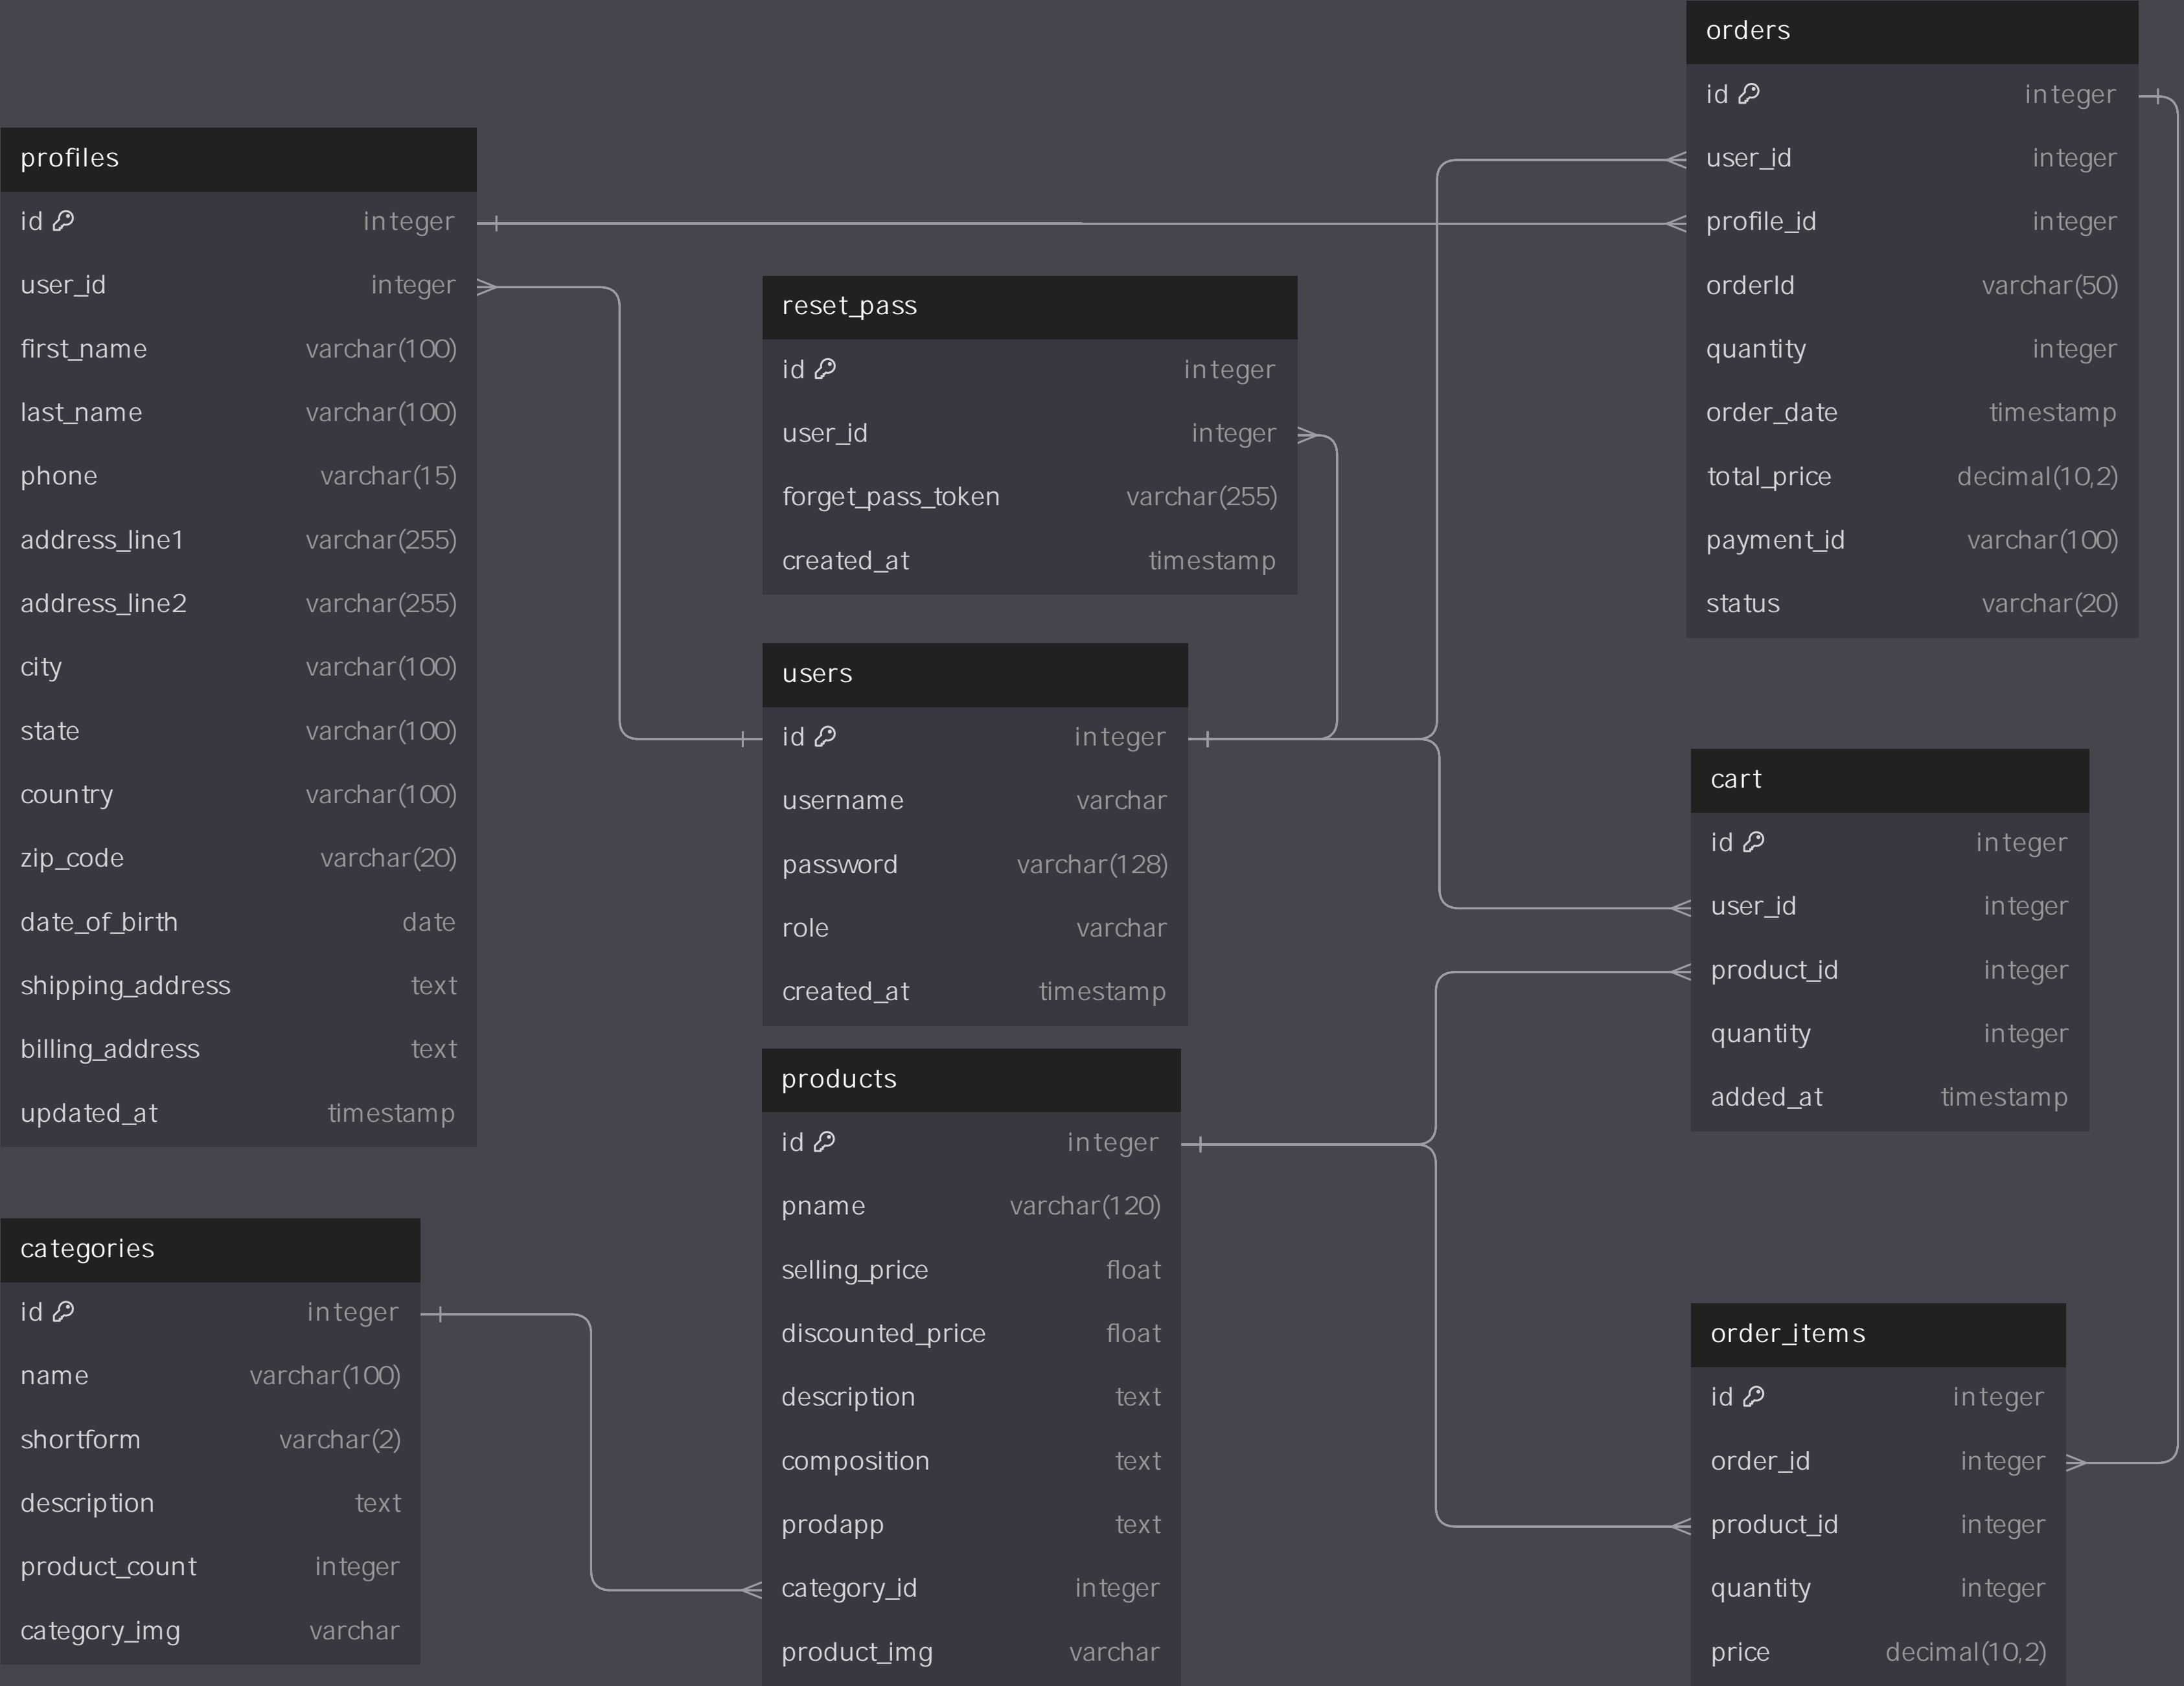 profiles
id integer
user_id integer
first_name varchar(100)
last_name varchar(100)
phone varchar(15)
address_line1 varchar(255)
address_line2 varchar(255)
city varchar(100)
state varchar(100)
country varchar(100)
zip_code varchar(20)
date_of_birth date
shipping_address text
billing_address text
updated_at timestamp
categories
id integer
name varchar(100)
shortform varchar(2)
description text
product_count integer
category_img varchar
reset_pass
id integer
user_id integer
forget_pass_token varchar(255)
created_at timestamp
users
id integer
username varchar
password varchar(128)
role varchar
created_at timestamp
products
id integer
pname varchar(120)
selling_price float
discounted_price float
description text
composition text
prodapp text
category_id integer
product_img varchar
orders
id integer
user_id integer
profile_id integer
orderId varchar(50)
quantity integer
order_date timestamp
total_price decimal(10,2)
payment_id varchar(100)
status varchar(20)
cart
id integer
user_id integer
product_id integer
quantity integer
added_at timestamp
order_items
id integer
order_id integer
product_id integer
quantity integer
price decimal(10,2)